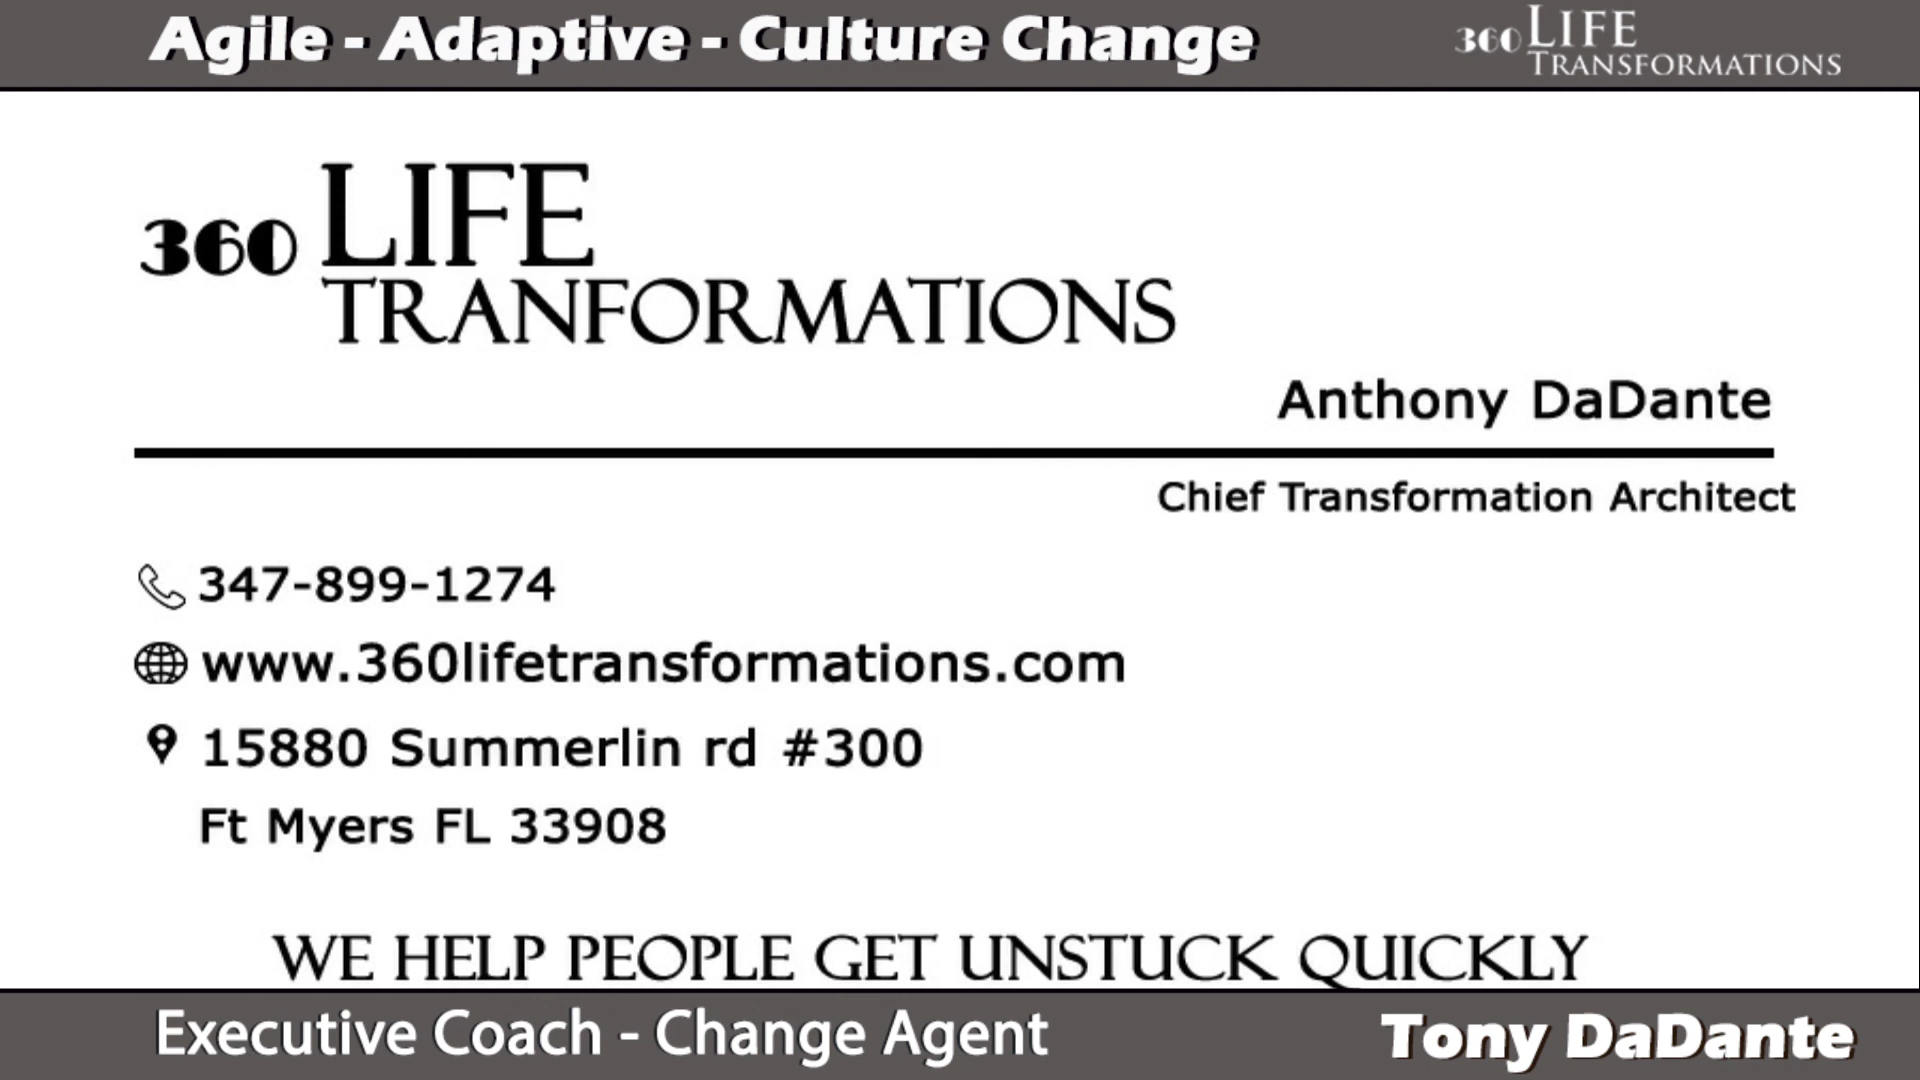 Agile - Adaptive - Culture Change
360 LIFE
TRANSFORMATIONS
360 LIFE
TRANFORMATIONS
Anthony DaDante
Chief Transformation Architect
347-899-1274
www.360lifetransformations.com
15880 Summerlin rd #300
Ft Myers FL 33908
WE HELP PEOPLE GET UNSTUCK QUICKLY
Executive Coach - Change Agent
Tony DaDante